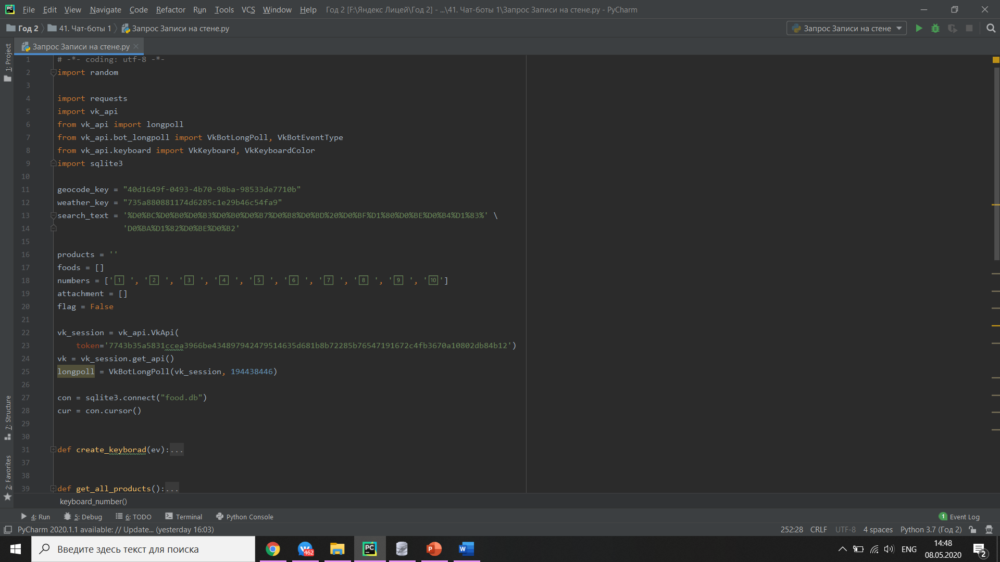 File Edit View Navigate Code Refactor Run Tools VCS Window Help Год 2 [F:\Яндекс Лицей\Год 2] - ...\41. Чат-боты 1\Запрос Записи на стене.py - PyCharm
Год 2 41. Чат-боты 1 Запрос Записи на стене.py Запрос Записи на стене
Запрос Записи на стене.py
1: Project
1 # -*- coding: utf-8 -*-
2 import random
3
4 import requests
5 import vk_api
6 from vk_api import longpoll
7 from vk_api.bot_longpoll import VkBotLongPoll, VkBotEventType
8 from vk_api.keyboard import VkKeyboard, VkKeyboardColor
9 import sqlite3
10
11 geocode_key = "40d1649f-0493-4b70-98ba-98533de7710b"
12 weather_key = "735a880881174d6285c1e29b46c54fa9"
13 search_text = '%D0%BC%D0%B0%D0%B3%D0%B0%D0%B7%D0%B8%D0%BD%20%D0%BF%D1%80%D0%BE%D0%B4%D1%83%' \
14 'D0%BA%D1%82%D0%BE%D0%B2'
15
16 products = ''
17 foods = []
18 numbers = ['1️⃣ ', '2️⃣ ', '3️⃣ ', '4️⃣ ', '5️⃣ ', '6️⃣ ', '7️⃣ ', '8️⃣ ', '9️⃣ ', '🔟']
19 attachment = []
20 flag = False
21
22 vk_session = vk_api.VkApi(
23 token='7743b35a5831ccea3966be434897942479514635d681b8b72285b76547191672c4fb3670a10802db84b12')
24 vk = vk_session.get_api()
25 longpoll = VkBotLongPoll(vk_session, 194438446)
26
27 con = sqlite3.connect("food.db")
28 cur = con.cursor()
29
30
31 def create_keyborad(ev):...
37
38
39 def get_all_products():...
7: Structure
2: Favorites
keyboard_number()
4: Run 5: Debug 6: TODO Terminal Python Console 1 Event Log
PyCharm 2020.1.1 available: // Update... (yesterday 16:03) 252:28 CRLF UTF-8 4 spaces Python 3.7 (Год 2)
Введите здесь текст для поиска 462 PC P W ENG 14:48
08.05.2020 2